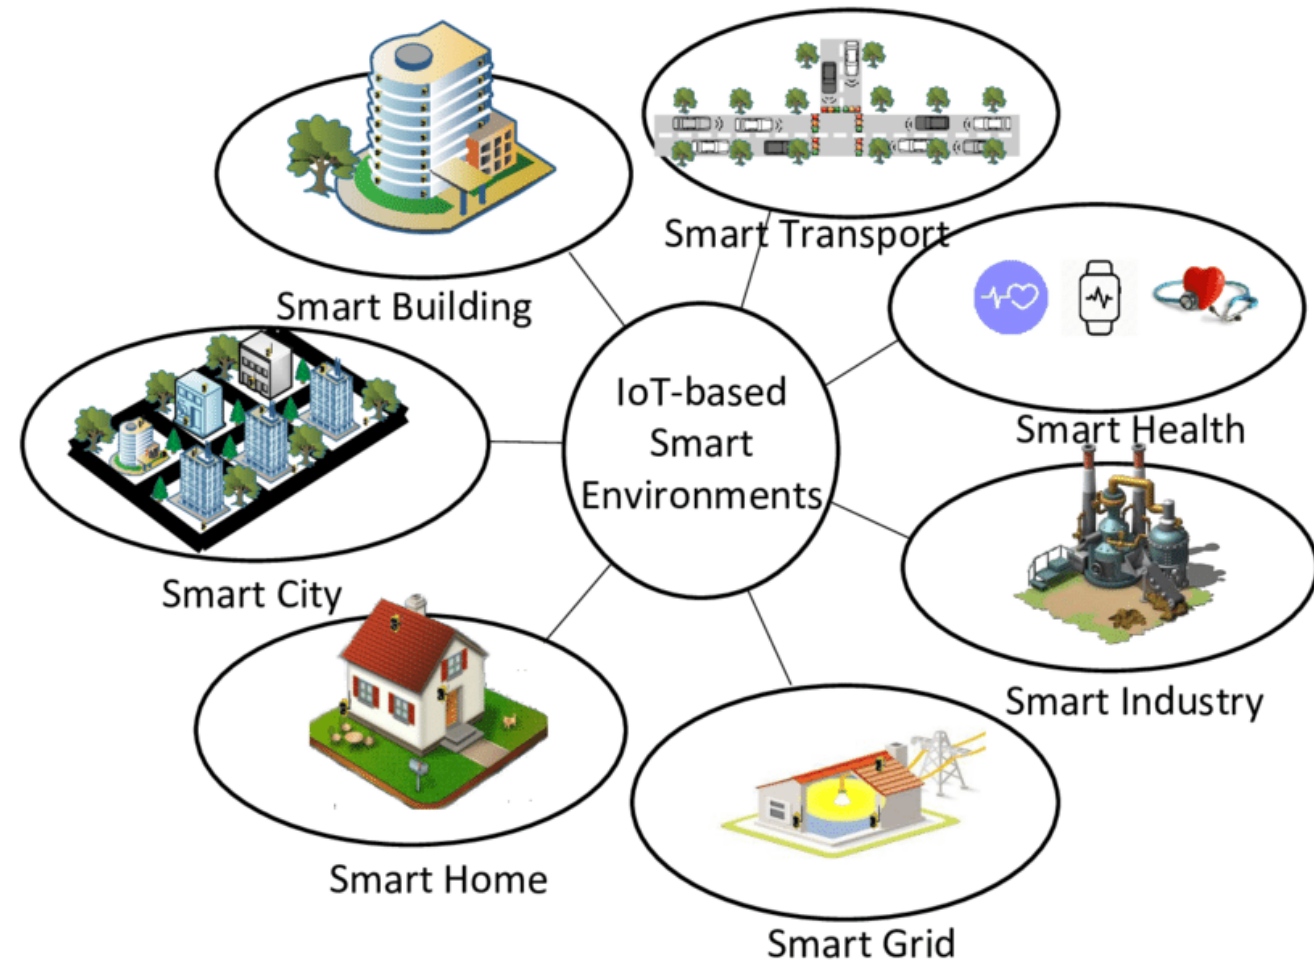 Smart Transport
Smart Building
Smart Health
IoT-based
Smart
Environments
Smart City
Smart Industry
Smart Home
Smart Grid